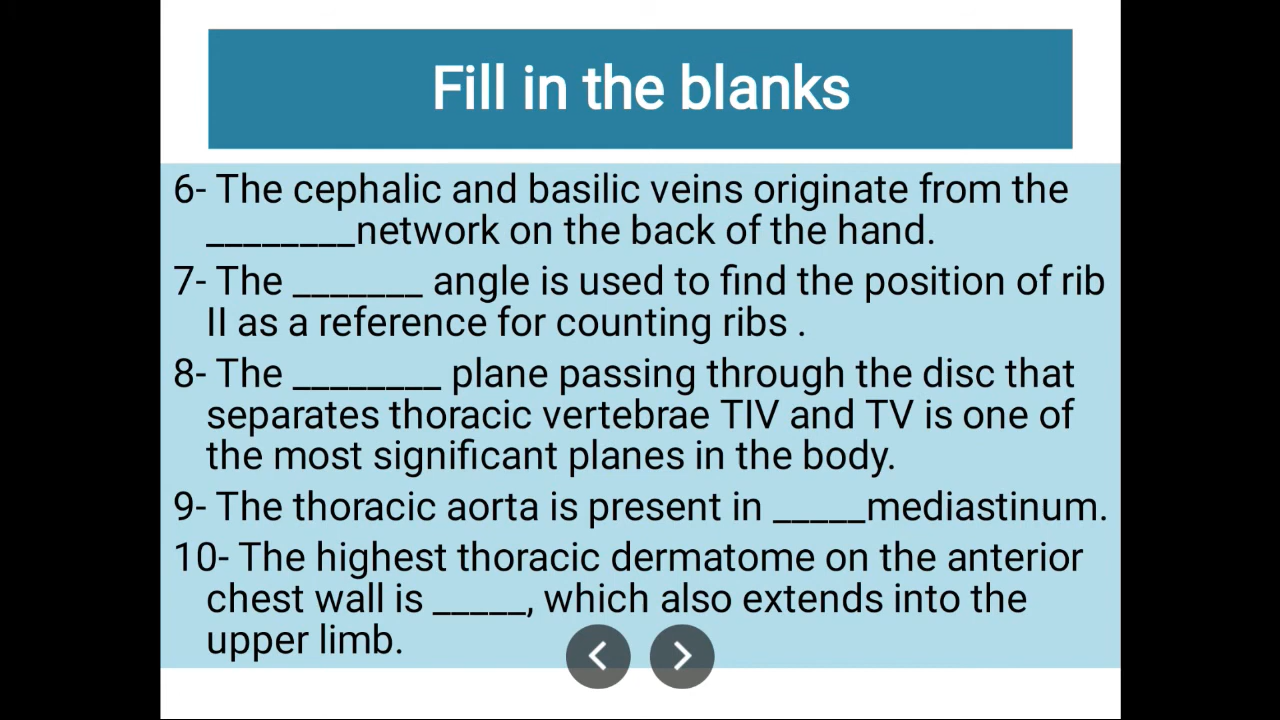 Fill in the blanks
6- The cephalic and basilic veins originate from the
________network on the back of the hand.
7- The _______ angle is used to find the position of rib
II as a reference for counting ribs .
8- The ________ plane passing through the disc that
separates thoracic vertebrae TIV and TV is one of
the most significant planes in the body.
9- The thoracic aorta is present in _____mediastinum.
10- The highest thoracic dermatome on the anterior
chest wall is _____, which also extends into the
upper limb.